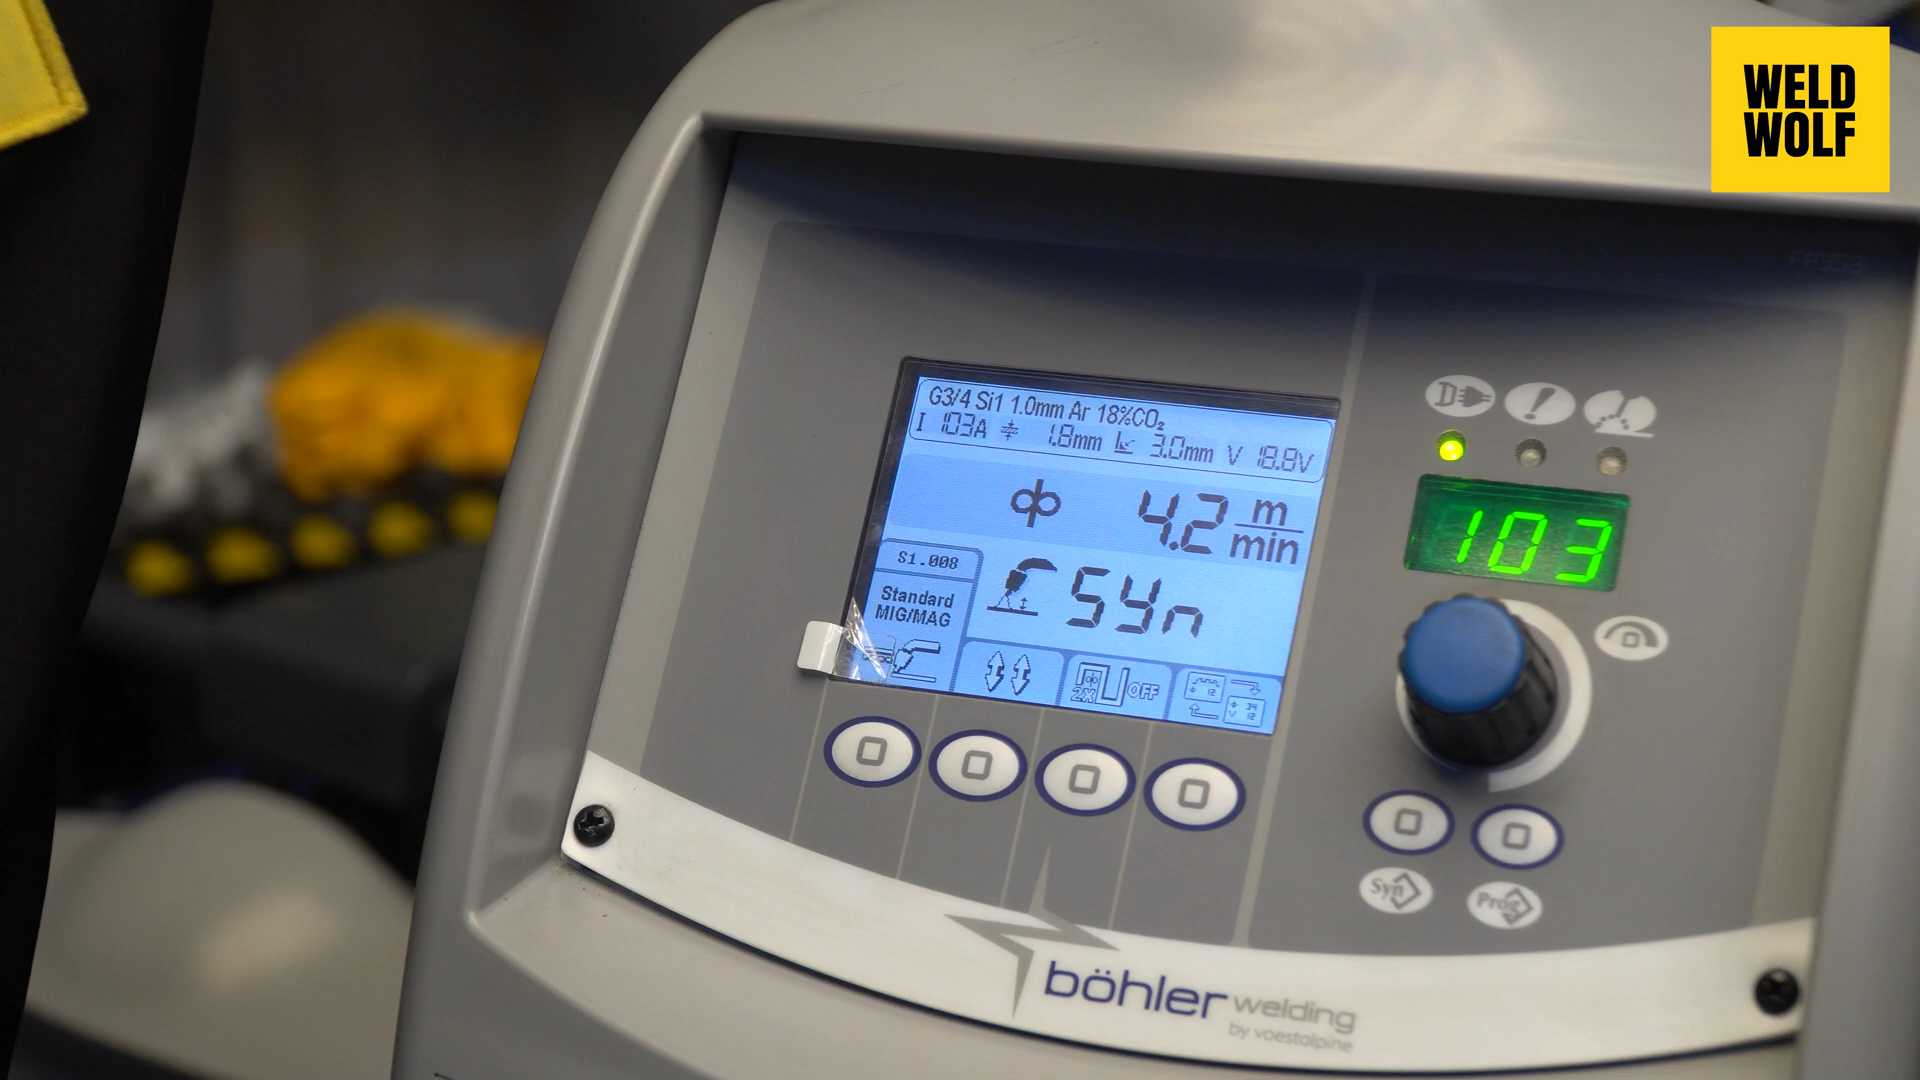 WELD
WOLF
G3/4 Si1 1.0mm Ar 18%CO₂
I 103A 1.8mm 3.0mm V 18.8V
4.2 m/min
S1.008
Syn
Standard
MIG/MAG
2X OFF
103
Syn
Prog
böhler welding
by voestalpine